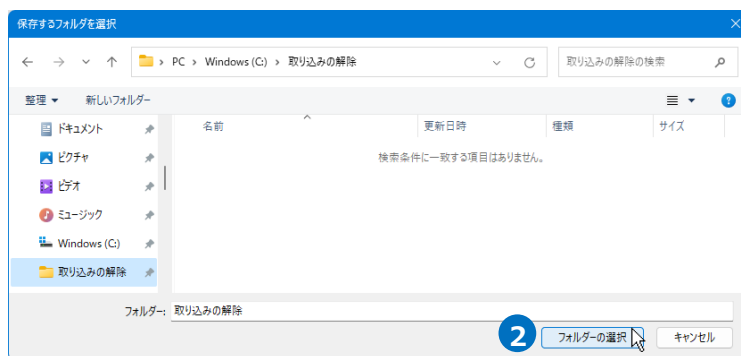 保存するフォルダを選択
PC › Windows (C:) › 取り込みの解除
取り込みの解除の検索
整理 新しいフォルダー
名前 更新日時 種類 サイズ
検索条件に一致する項目はありません。
ドキュメント
ピクチャ
ビデオ
ミュージック
Windows (C:)
取り込みの解除
フォルダー: 取り込みの解除
2 フォルダーの選択 キャンセル